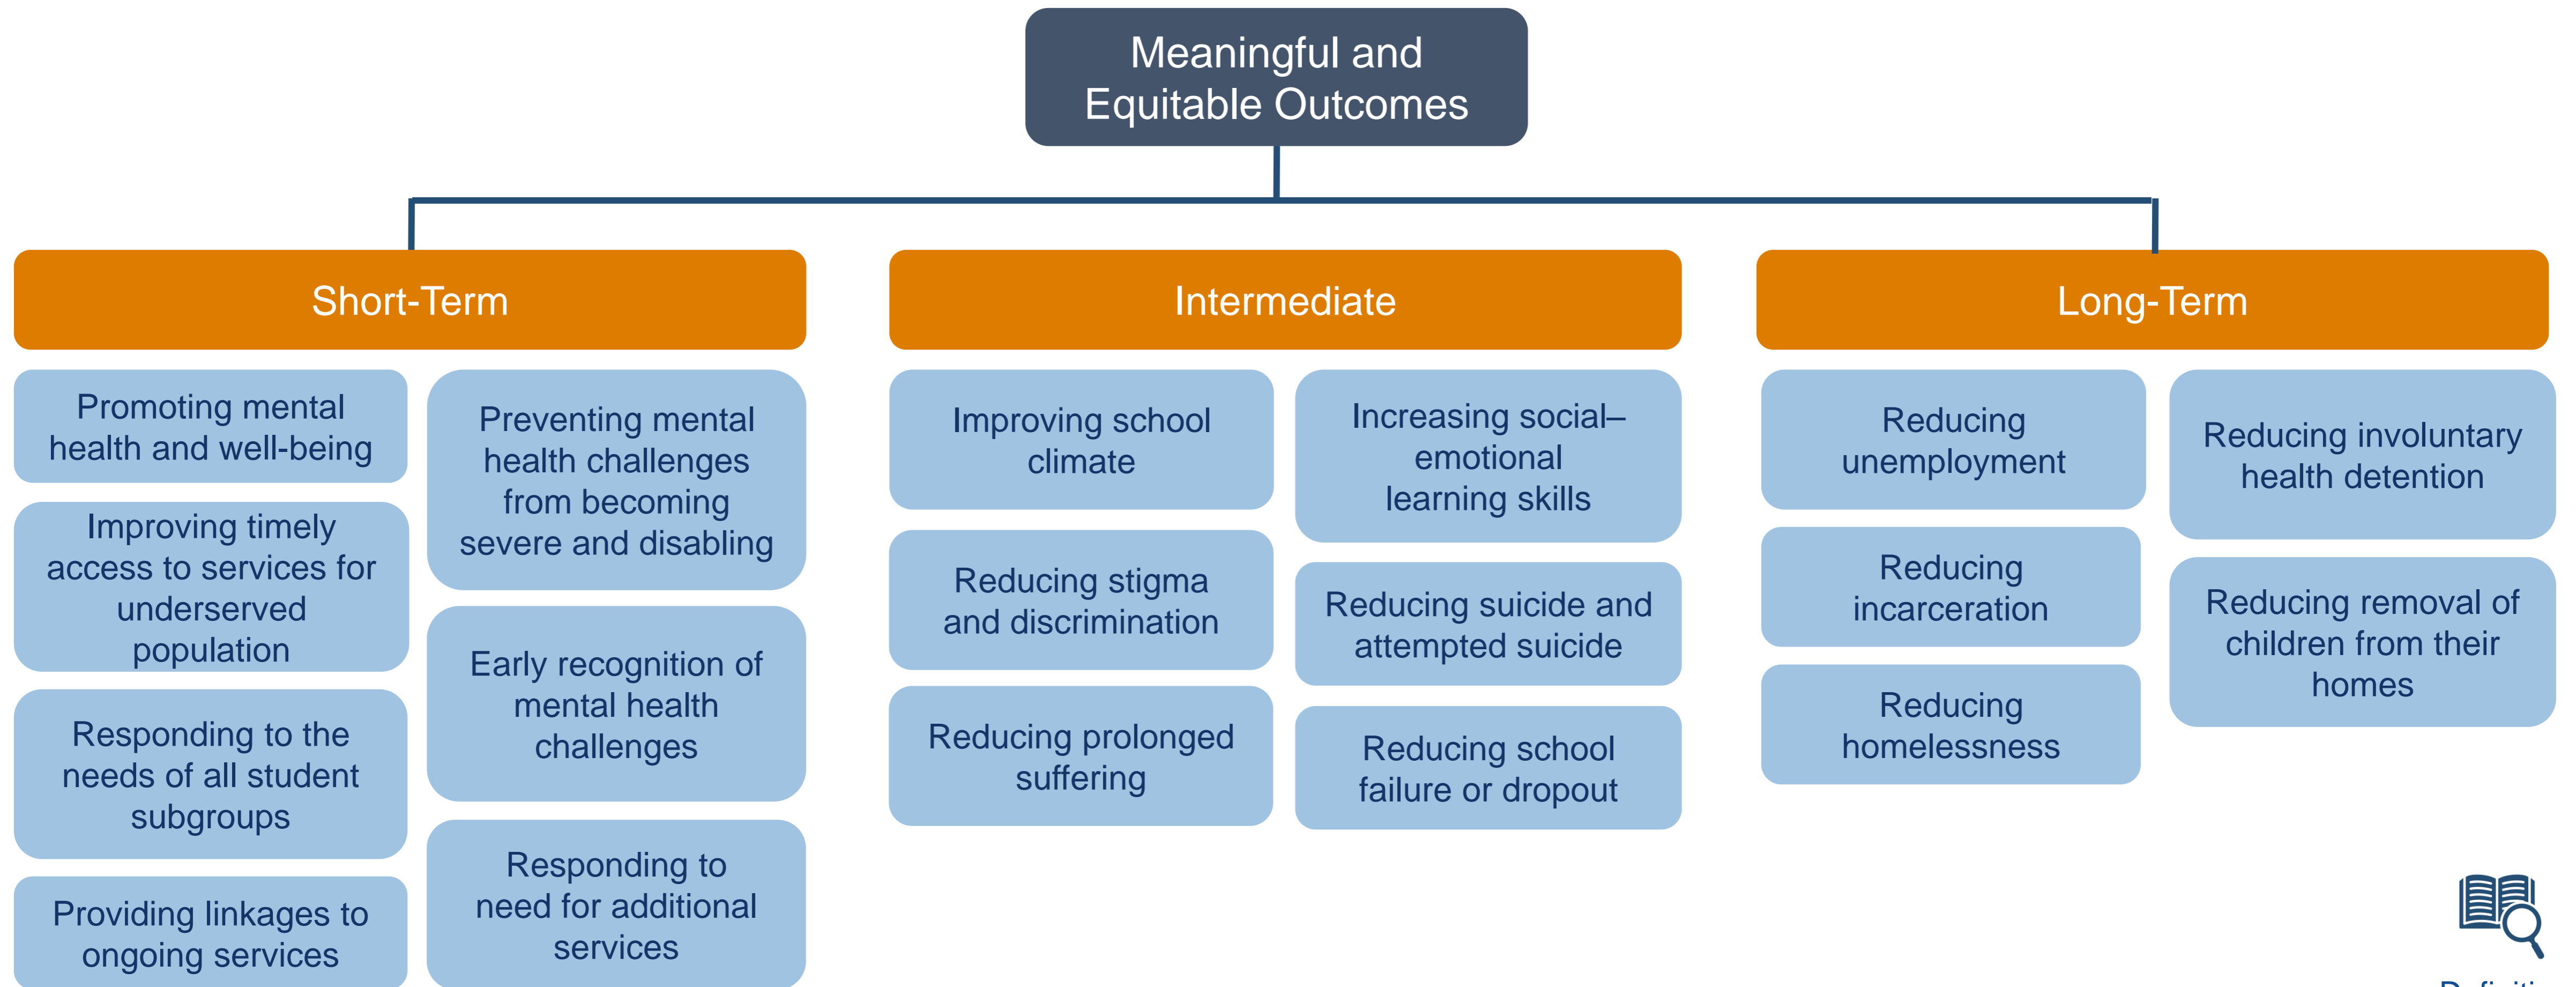 Meaningful and
Equitable Outcomes
Short-Term
Promoting mental
health and well-being
Improving timely
access to services for
underserved
population
Responding to the
needs of all student
subgroups
Providing linkages to
ongoing services
Preventing mental
health challenges
from becoming
severe and disabling
Early recognition of
mental health
challenges
Responding to
need for additional
services
Intermediate
Improving school
climate
Reducing stigma
and discrimination
Reducing prolonged
suffering
Increasing social–
emotional
learning skills
Reducing suicide and
attempted suicide
Reducing school
failure or dropout
Long-Term
Reducing
unemployment
Reducing
incarceration
Reducing
homelessness
Reducing involuntary
health detention
Reducing removal of
children from their
homes